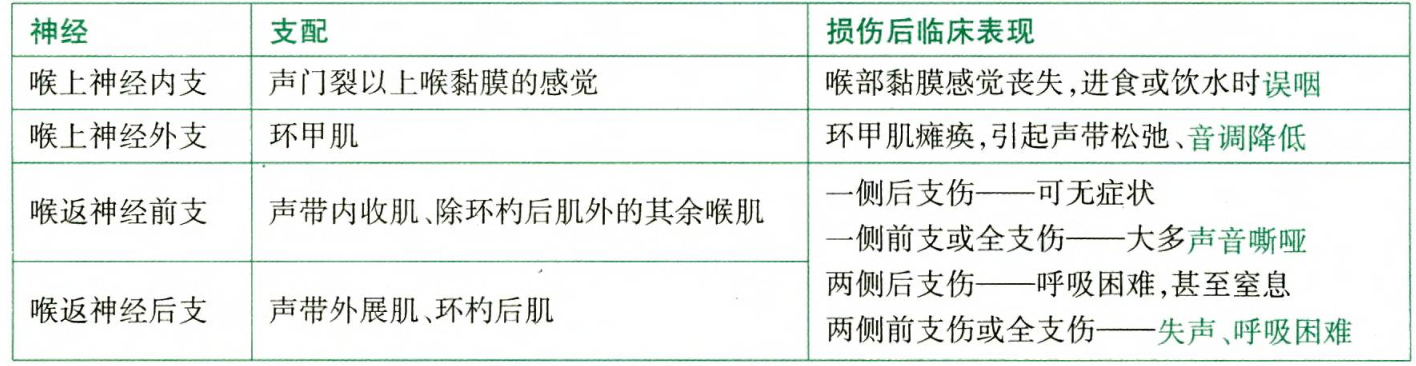 神经 支配 损伤后临床表现
喉上神经内支 声门裂以上喉黏膜的感觉 喉部黏膜感觉丧失,进食或饮水时误咽
喉上神经外支 环甲肌 环甲肌瘫痪,引起声带松弛、音调降低
喉返神经前支 声带内收肌、除环杓后肌外的其余喉肌
一侧后支伤——可无症状
一侧前支或全支伤——大多声音嘶哑
喉返神经后支 声带外展肌、环杓后肌
两侧后支伤——呼吸困难,甚至窒息
两侧前支伤或全支伤——失声、呼吸困难